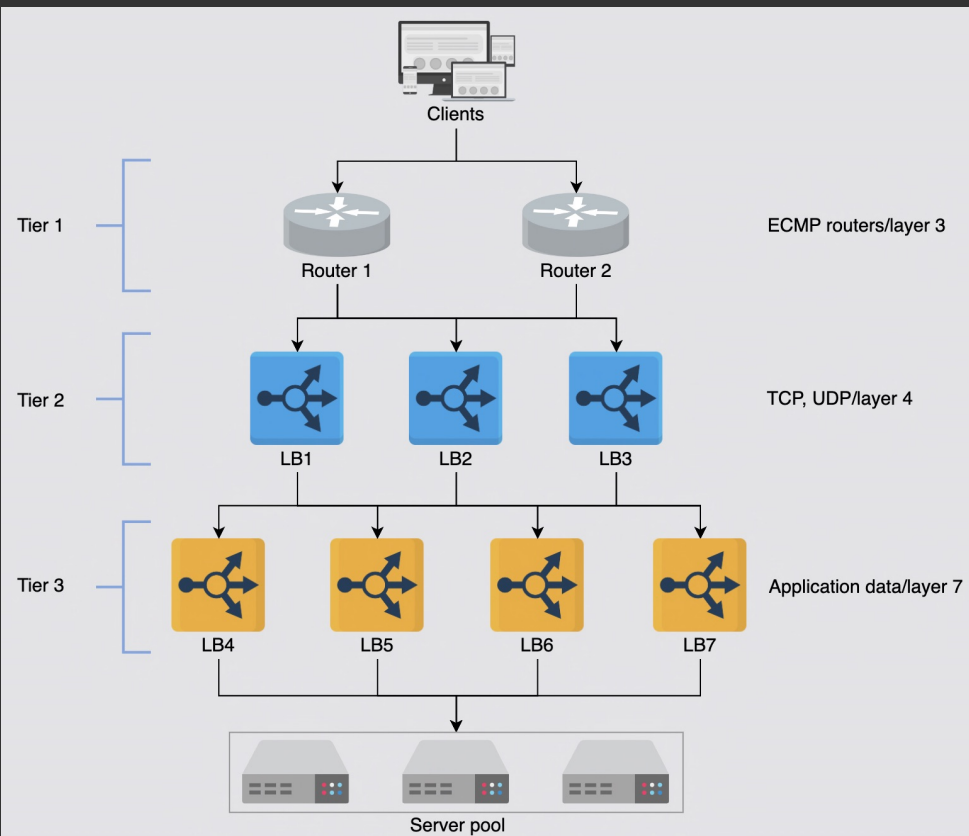 Clients
Tier 1
ECMP routers/layer 3
Router 1
Router 2
Tier 2
TCP, UDP/layer 4
LB1
LB2
LB3
Tier 3
Application data/layer 7
LB4
LB5
LB6
LB7
Server pool